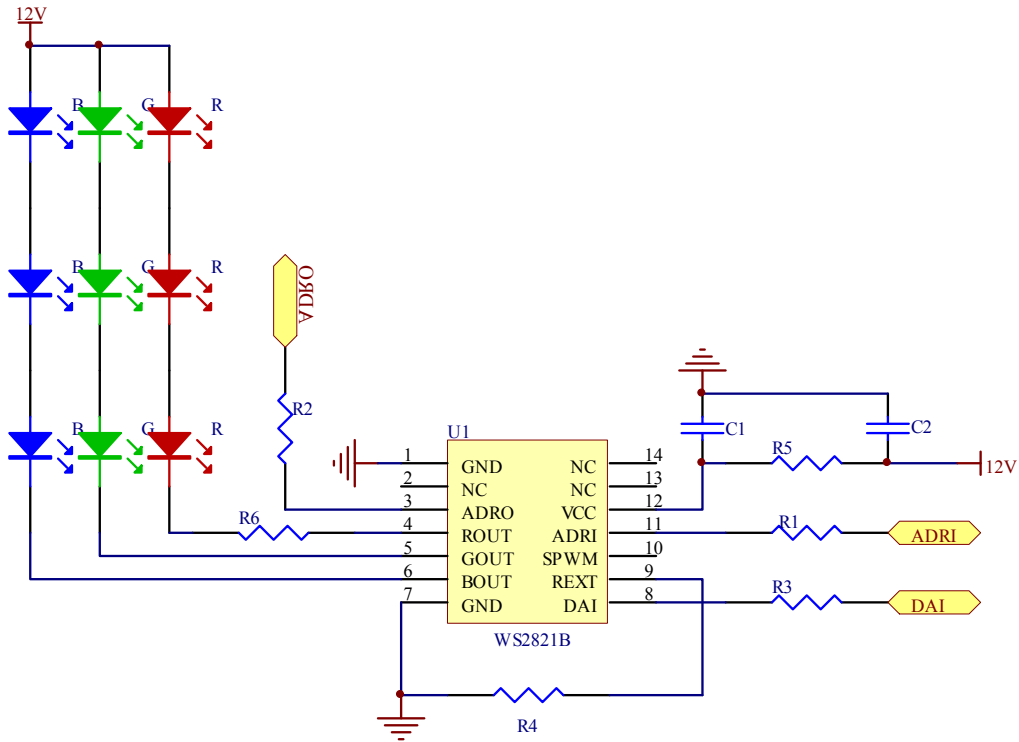 12V
B G R
B G R
ADRO
R2
B G R
U1
C1
C2
R5
12V
1 GND NC 14
2 NC NC 13
3 ADRO VCC 12
R6
4 ROUT ADRI 11
R1
ADRI
5 GOUT SPWM 10
6 BOUT REXT 9
7 GND DAI 8
R3
DAI
WS2821B
R4